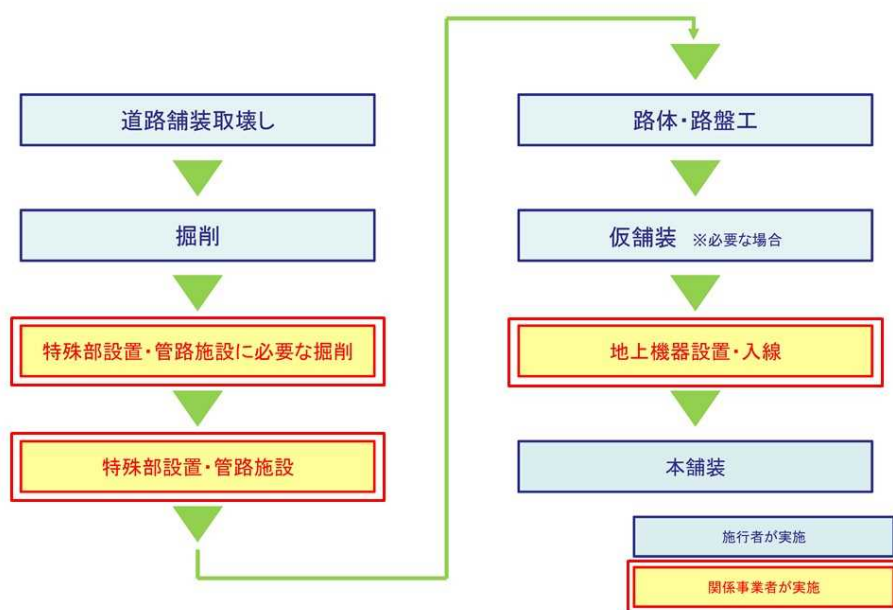 道路舗装取壊し
掘削
特殊部設置・管路施設に必要な掘削
特殊部設置・管路施設
路体・路盤工
仮舗装 ※必要な場合
地上機器設置・入線
本舗装
施行者が実施
関係事業者が実施